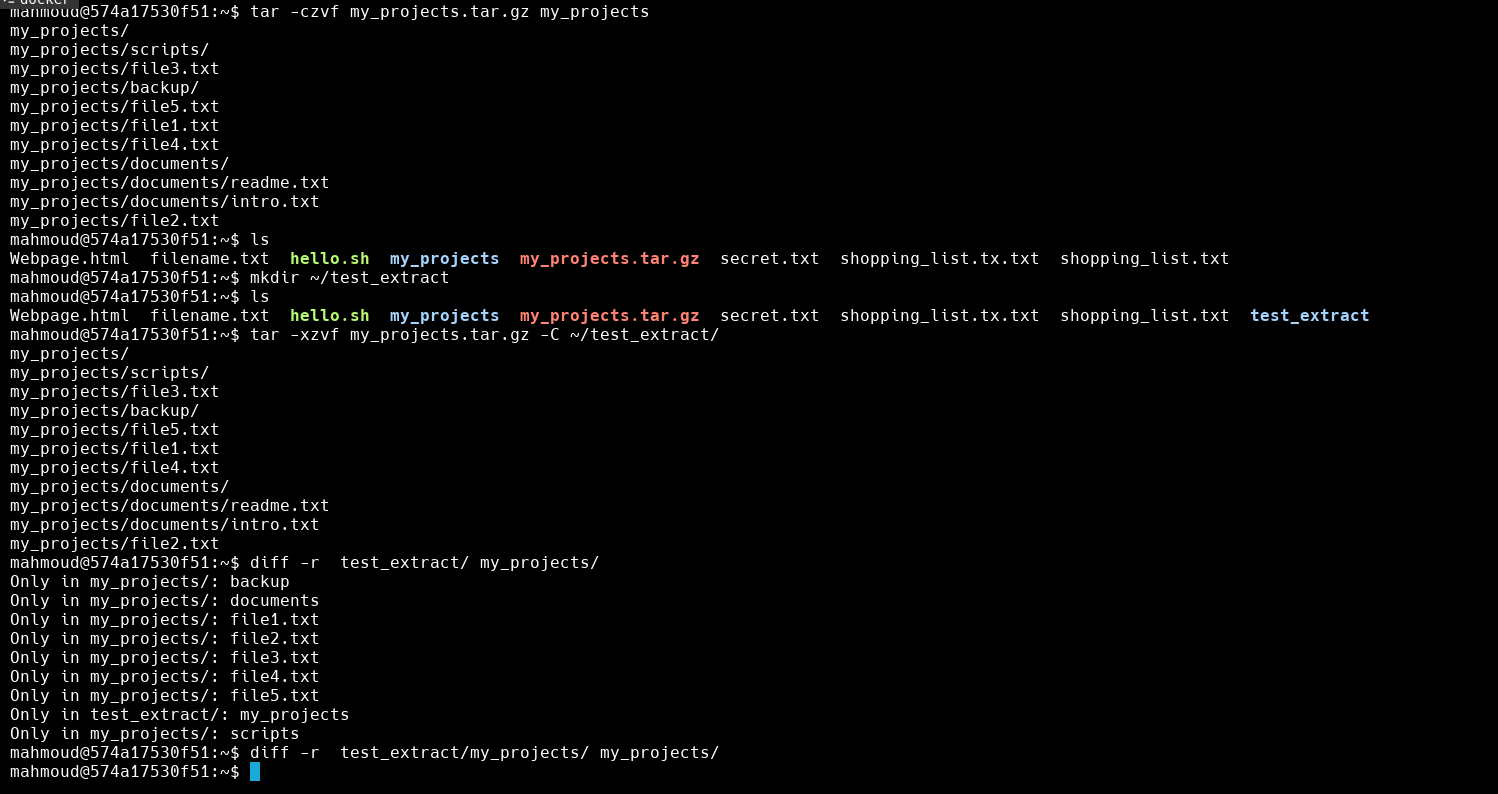 docker
mahmoud@574a17530f51:~$ tar -czvf my_projects.tar.gz my_projects
my_projects/
my_projects/scripts/
my_projects/file3.txt
my_projects/backup/
my_projects/file5.txt
my_projects/file1.txt
my_projects/file4.txt
my_projects/documents/
my_projects/documents/readme.txt
my_projects/documents/intro.txt
my_projects/file2.txt
mahmoud@574a17530f51:~$ ls
Webpage.html  filename.txt  hello.sh  my_projects  my_projects.tar.gz  secret.txt  shopping_list.tx.txt  shopping_list.txt
mahmoud@574a17530f51:~$ mkdir ~/test_extract
mahmoud@574a17530f51:~$ ls
Webpage.html  filename.txt  hello.sh  my_projects  my_projects.tar.gz  secret.txt  shopping_list.tx.txt  shopping_list.txt  test_extract
mahmoud@574a17530f51:~$ tar -xzvf my_projects.tar.gz -C ~/test_extract/
my_projects/
my_projects/scripts/
my_projects/file3.txt
my_projects/backup/
my_projects/file5.txt
my_projects/file1.txt
my_projects/file4.txt
my_projects/documents/
my_projects/documents/readme.txt
my_projects/documents/intro.txt
my_projects/file2.txt
mahmoud@574a17530f51:~$ diff -r  test_extract/ my_projects/
Only in my_projects/: backup
Only in my_projects/: documents
Only in my_projects/: file1.txt
Only in my_projects/: file2.txt
Only in my_projects/: file3.txt
Only in my_projects/: file4.txt
Only in my_projects/: file5.txt
Only in test_extract/: my_projects
Only in my_projects/: scripts
mahmoud@574a17530f51:~$ diff -r  test_extract/my_projects/ my_projects/
mahmoud@574a17530f51:~$